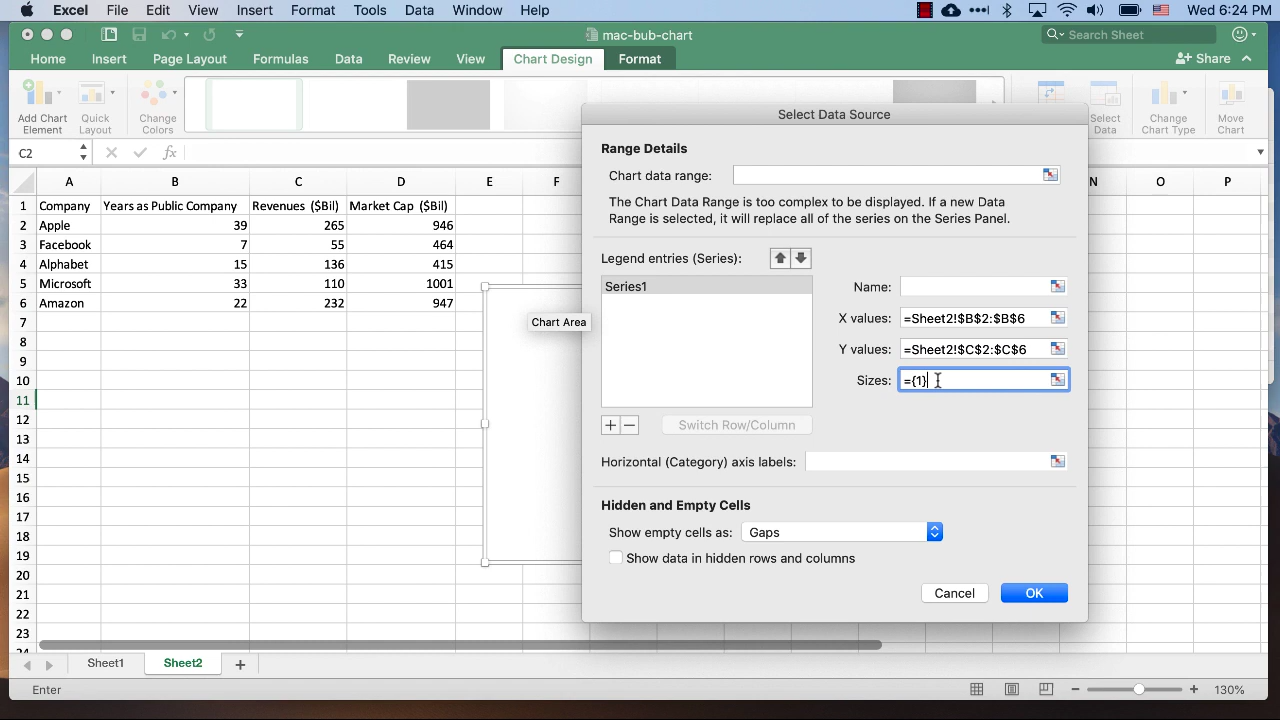 Excel File Edit View Insert Format Tools Data Window Help Wed 6:24 PM
mac-bub-chart Search Sheet
Home Insert Page Layout Formulas Data Review View Chart Design Format Share
Add Chart Element Quick Layout Change Colors Select Data Change Chart Type Move Chart
C2 fx
A B C D E F N O P
1 Company Years as Public Company Revenues ($Bil) Market Cap ($Bil)
2 Apple 39 265 946
3 Facebook 7 55 464
4 Alphabet 15 136 415
5 Microsoft 33 110 1001
6 Amazon 22 232 947
7
8
9
10
11
12
13
14
15
16
17
18
19
20
21
22
23
24
Chart Area
Select Data Source
Range Details
Chart data range:
The Chart Data Range is too complex to be displayed. If a new Data
Range is selected, it will replace all of the series on the Series Panel.
Legend entries (Series):
Series1
Name:
X values: =Sheet2!$B$2:$B$6
Y values: =Sheet2!$C$2:$C$6
Sizes: ={1}
+ − Switch Row/Column
Horizontal (Category) axis labels:
Hidden and Empty Cells
Show empty cells as: Gaps
Show data in hidden rows and columns
Cancel OK
Sheet1 Sheet2 +
Enter − + 130%